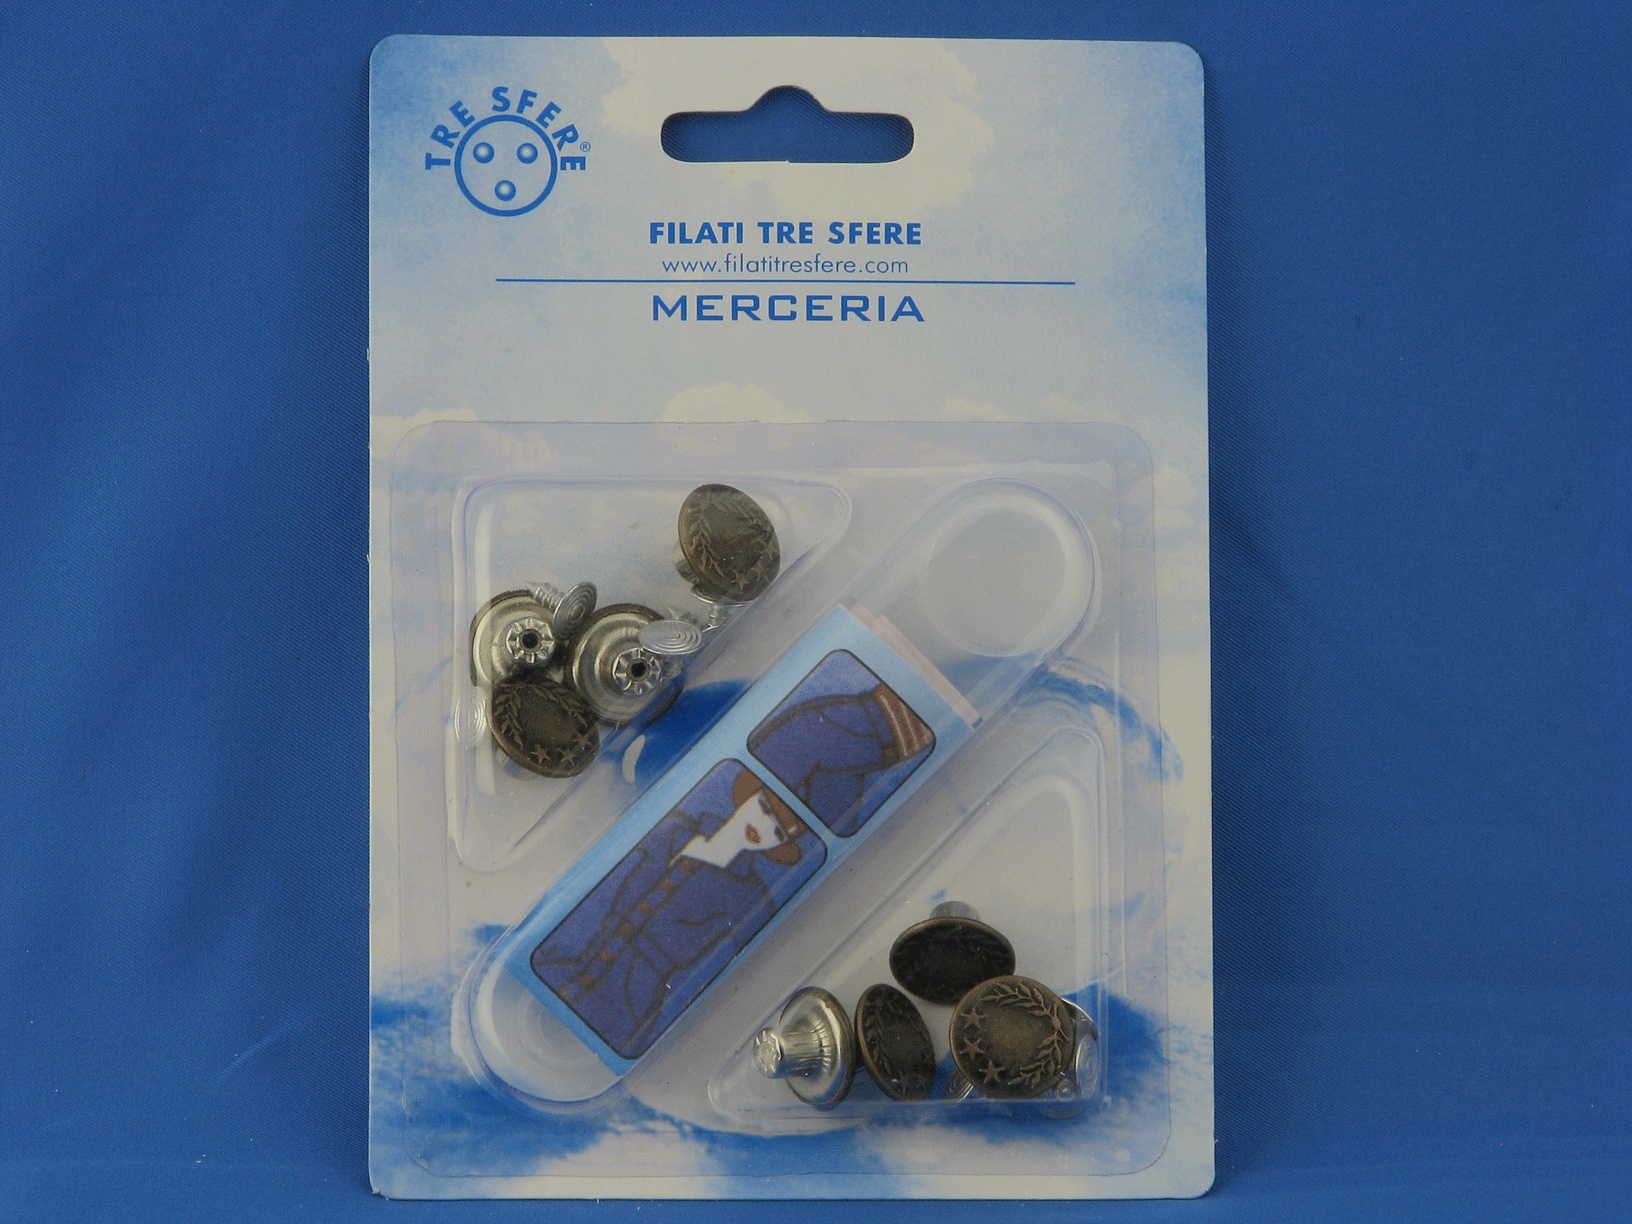 TRE SFERE®
FILATI TRE SFERE
www.filatitresfere.com
MERCERIA